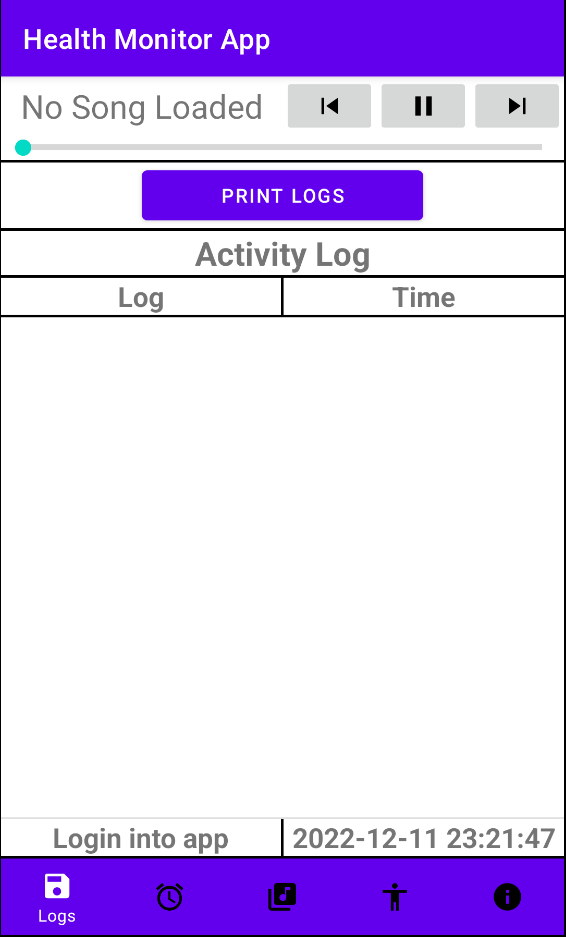 Health Monitor App
No Song Loaded
PRINT LOGS
Activity Log
Log Time
Login into app 2022-12-11 23:21:47
Logs